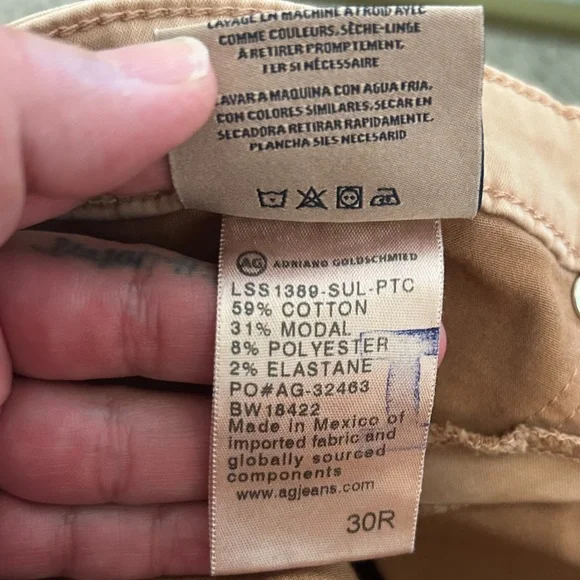 LAVAGE EN MACHINE A FROID AVEC
COMME COULEURS. SÈCHE-LINGE
A RETIRER PROMPTEMENT.
FER SI NÉCESSAIRE
LAVAR A MAQUINA CON AGUA FRIA,
CON COLORES SIMILARES, SECAR EN
SECADORA RETIRAR RAPIDAMENTE.
PLANCHA SIES NECESARIO
AG ADRIANO GOLDSCHMIED
LSS1389-SUL-PTC
59% COTTON
31% MODAL
8% POLYESTER
2% ELASTANE
PO#AG-32463
BW18422
Made in Mexico of
imported fabric and
globally sourced
components
www.agjeans.com
30R